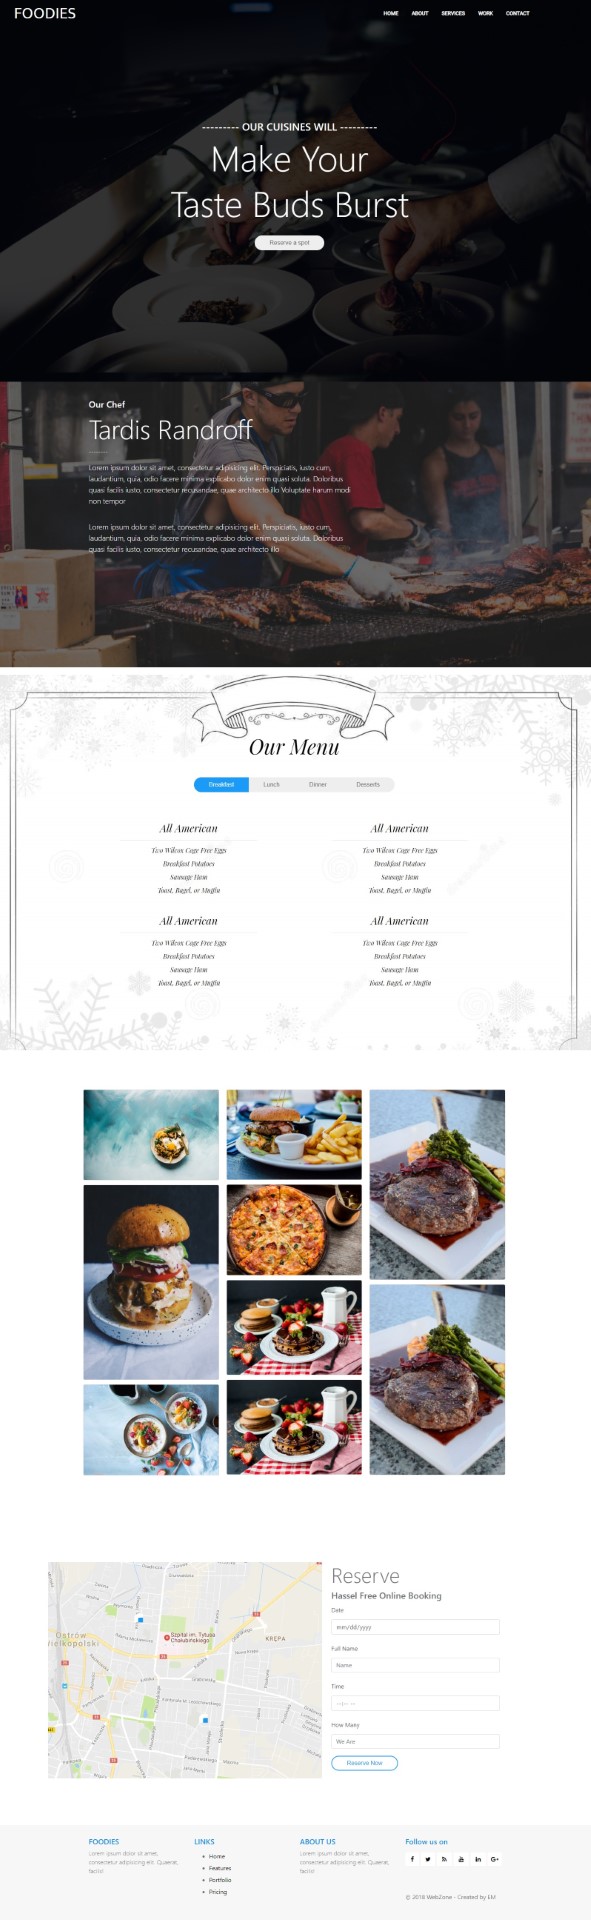 FOODIES
HOME ABOUT SERVICES WORK CONTACT
--------- OUR CUISINES WILL ---------
Make Your
Taste Buds Burst
Reserve a spot
Our Chef
Tardis Randroff
Lorem ipsum dolor sit amet, consectetur adipisicing elit. Perspiciatis, iusto cum,
laudantium, quia, odio facere minima explicabo dolor enim quasi soluta. Doloribus
quasi facilis iusto, consectetur recusandae, quae architecto illo Voluptate harum modi
non tempor
Lorem ipsum dolor sit amet, consectetur adipisicing elit. Perspiciatis, iusto cum,
laudantium, quia, odio facere minima explicabo dolor enim quasi soluta. Doloribus
quasi facilis iusto, consectetur recusandae, quae architecto illo
Our Menu
Breakfast Lunch Dinner Desserts
All American
Two Wilcox Cage Free Eggs
Breakfast Potatoes
Sausage Ham
Toast, Bagel, or Muffin
All American
Two Wilcox Cage Free Eggs
Breakfast Potatoes
Sausage Ham
Toast, Bagel, or Muffin
All American
Two Wilcox Cage Free Eggs
Breakfast Potatoes
Sausage Ham
Toast, Bagel, or Muffin
All American
Two Wilcox Cage Free Eggs
Breakfast Potatoes
Sausage Ham
Toast, Bagel, or Muffin
Ostrów
Wielkopolski
Szpital im. Tytusa
Chałubińskiego
KRĘPA
Reserve
Hassel Free Online Booking
Date
mm/dd/yyyy
Full Name
Name
Time
--:-- --
How Many
We Are
Reserve Now
FOODIES
Lorem ipsum dolor sit amet,
consectetur adipisicing elit. Quaerat,
facilis!
LINKS
Home
Features
Portfolio
Pricing
ABOUT US
Lorem ipsum dolor sit amet,
consectetur adipisicing elit. Quaerat,
facilis!
Follow us on
© 2018 WebZone - Created by EM